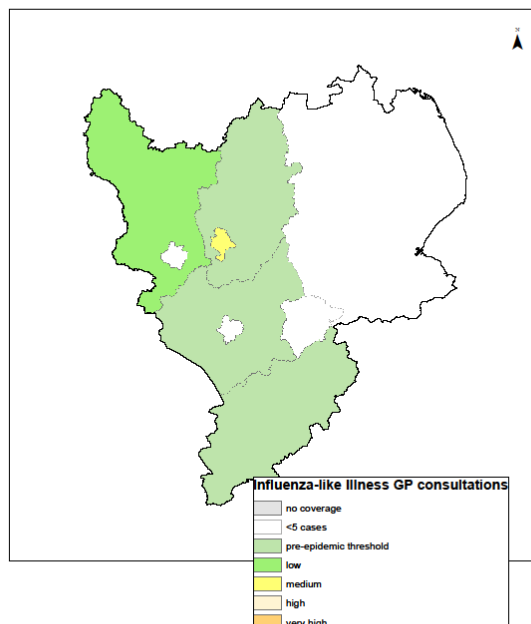 N
Influenza-like Illness GP consultations
no coverage
<5 cases
pre-epidemic threshold
low
medium
high
very high